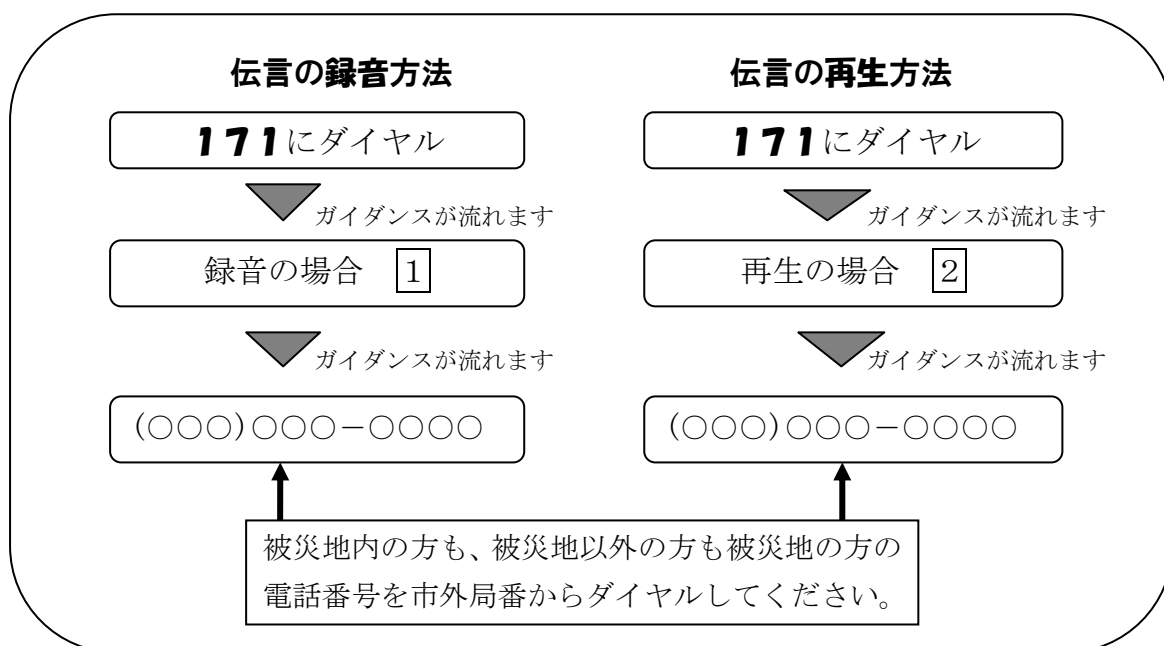 伝言の録音方法
171にダイヤル
ガイダンスが流れます
録音の場合 1
ガイダンスが流れます
(○○○)○○○－○○○○
伝言の再生方法
171にダイヤル
ガイダンスが流れます
再生の場合 2
ガイダンスが流れます
(○○○)○○○－○○○○
被災地内の方も、被災地以外の方も被災地の方の
電話番号を市外局番からダイヤルしてください。